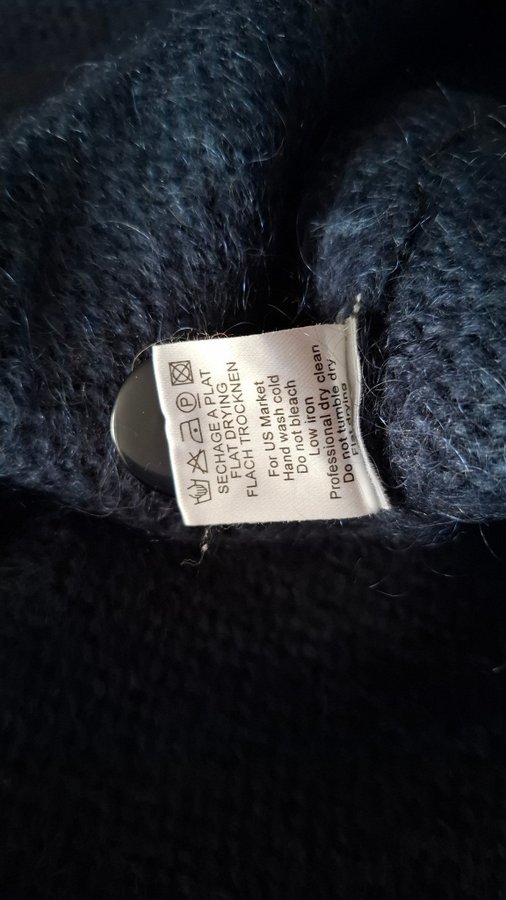 P
SECHAGE A PLAT
FLAT DRYING
FLACH TROCKNEN
For US Market
Hand wash cold
Do not bleach
Low iron
Professional dry clean
Do not tumble dry